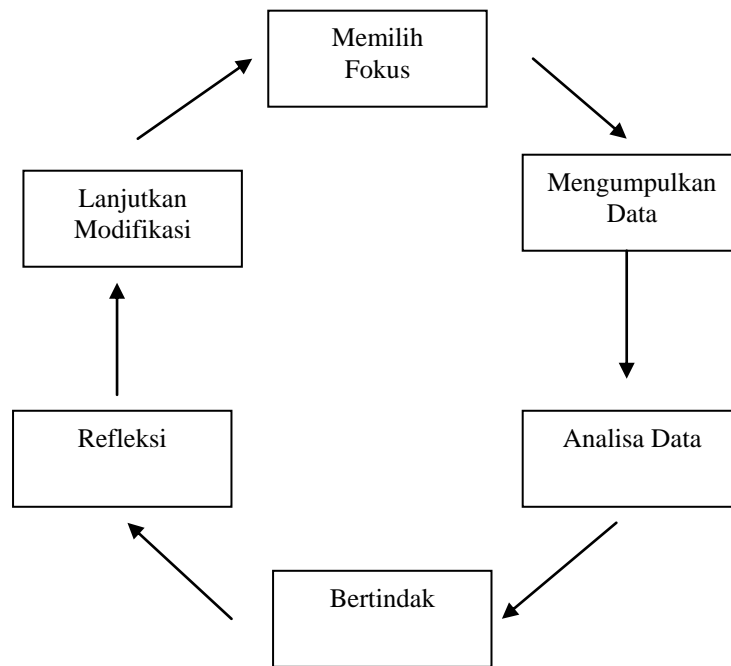 Memilih
Fokus
Mengumpulkan
Data
Analisa Data
Bertindak
Refleksi
Lanjutkan
Modifikasi